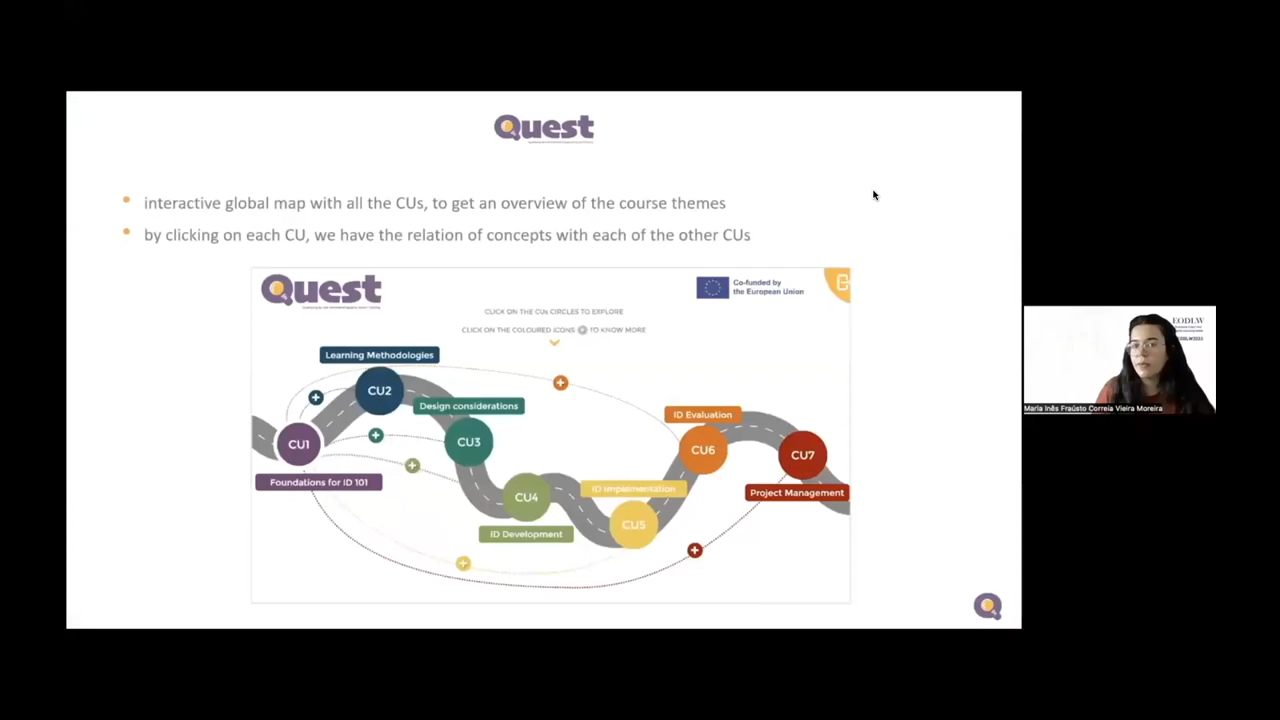 Quest
interactive global map with all the CUs, to get an overview of the course themes
by clicking on each CU, we have the relation of concepts with each of the other CUs
Quest
Co-funded by
the European Union
CLICK ON THE CUs CIRCLES TO EXPLORE
CLICK ON THE COLOURED ICONS + TO KNOW MORE
Learning Methodologies
CU2
Design considerations
CU3
CU1
Foundations for ID 101
CU4
ID Development
ID Implementation
CU5
ID Evaluation
CU6
CU7
Project Management
EODLW
Maria Inês Fraústo Correia Vieira Moreira